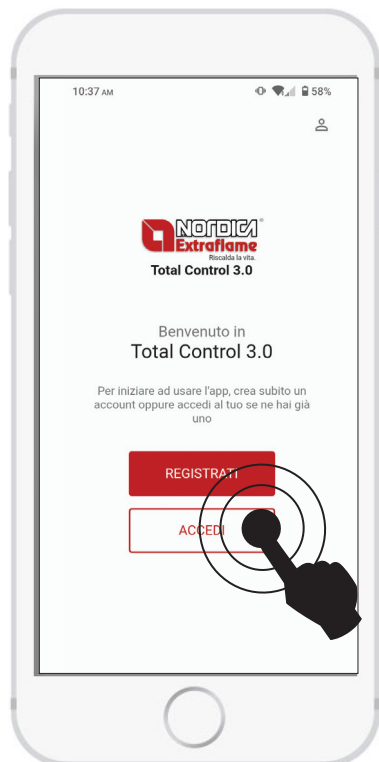 10:37 AM 58%
NORDICA®
Extraflame
Riscalda la vita.
Total Control 3.0
Benvenuto in
Total Control 3.0
Per iniziare ad usare l'app, crea subito un
account oppure accedi al tuo se ne hai già
uno
REGISTRATI
ACCEDI